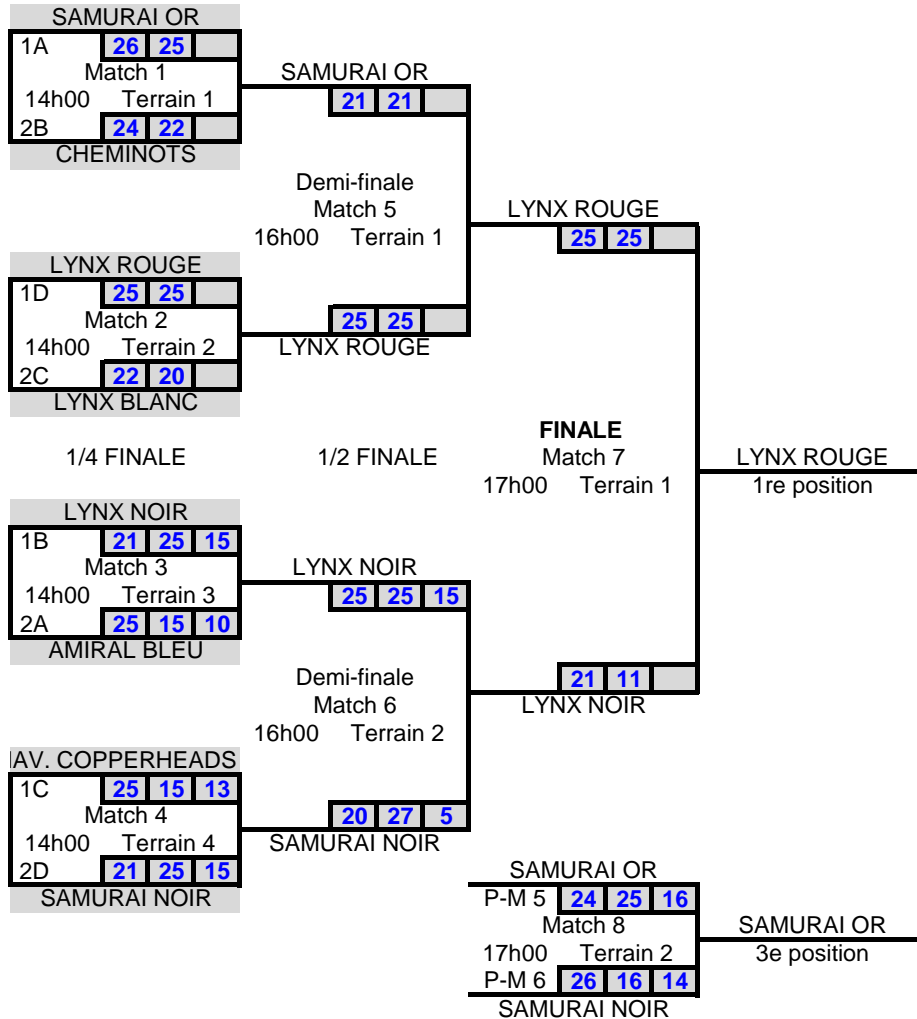 SAMURAI OR
1A 26 25
Match 1
14h00 Terrain 1
2B 24 22
CHEMINOTS
SAMURAI OR
21 21
Demi-finale
Match 5
16h00 Terrain 1
LYNX ROUGE
25 25
LYNX ROUGE
1D 25 25
Match 2
14h00 Terrain 2
2C 22 20
LYNX BLANC
25 25
LYNX ROUGE
1/4 FINALE 1/2 FINALE
FINALE
Match 7
17h00 Terrain 1
LYNX ROUGE
1re position
LYNX NOIR
1B 21 25 15
Match 3
14h00 Terrain 3
2A 25 15 10
AMIRAL BLEU
LYNX NOIR
25 25 15
Demi-finale
Match 6
16h00 Terrain 2
21 11
LYNX NOIR
AV. COPPERHEADS
1C 25 15 13
Match 4
14h00 Terrain 4
2D 21 25 15
SAMURAI NOIR
20 27 5
SAMURAI NOIR
SAMURAI OR
P-M 5 24 25 16
Match 8
17h00 Terrain 2
P-M 6 26 16 14
SAMURAI NOIR
SAMURAI OR
3e position